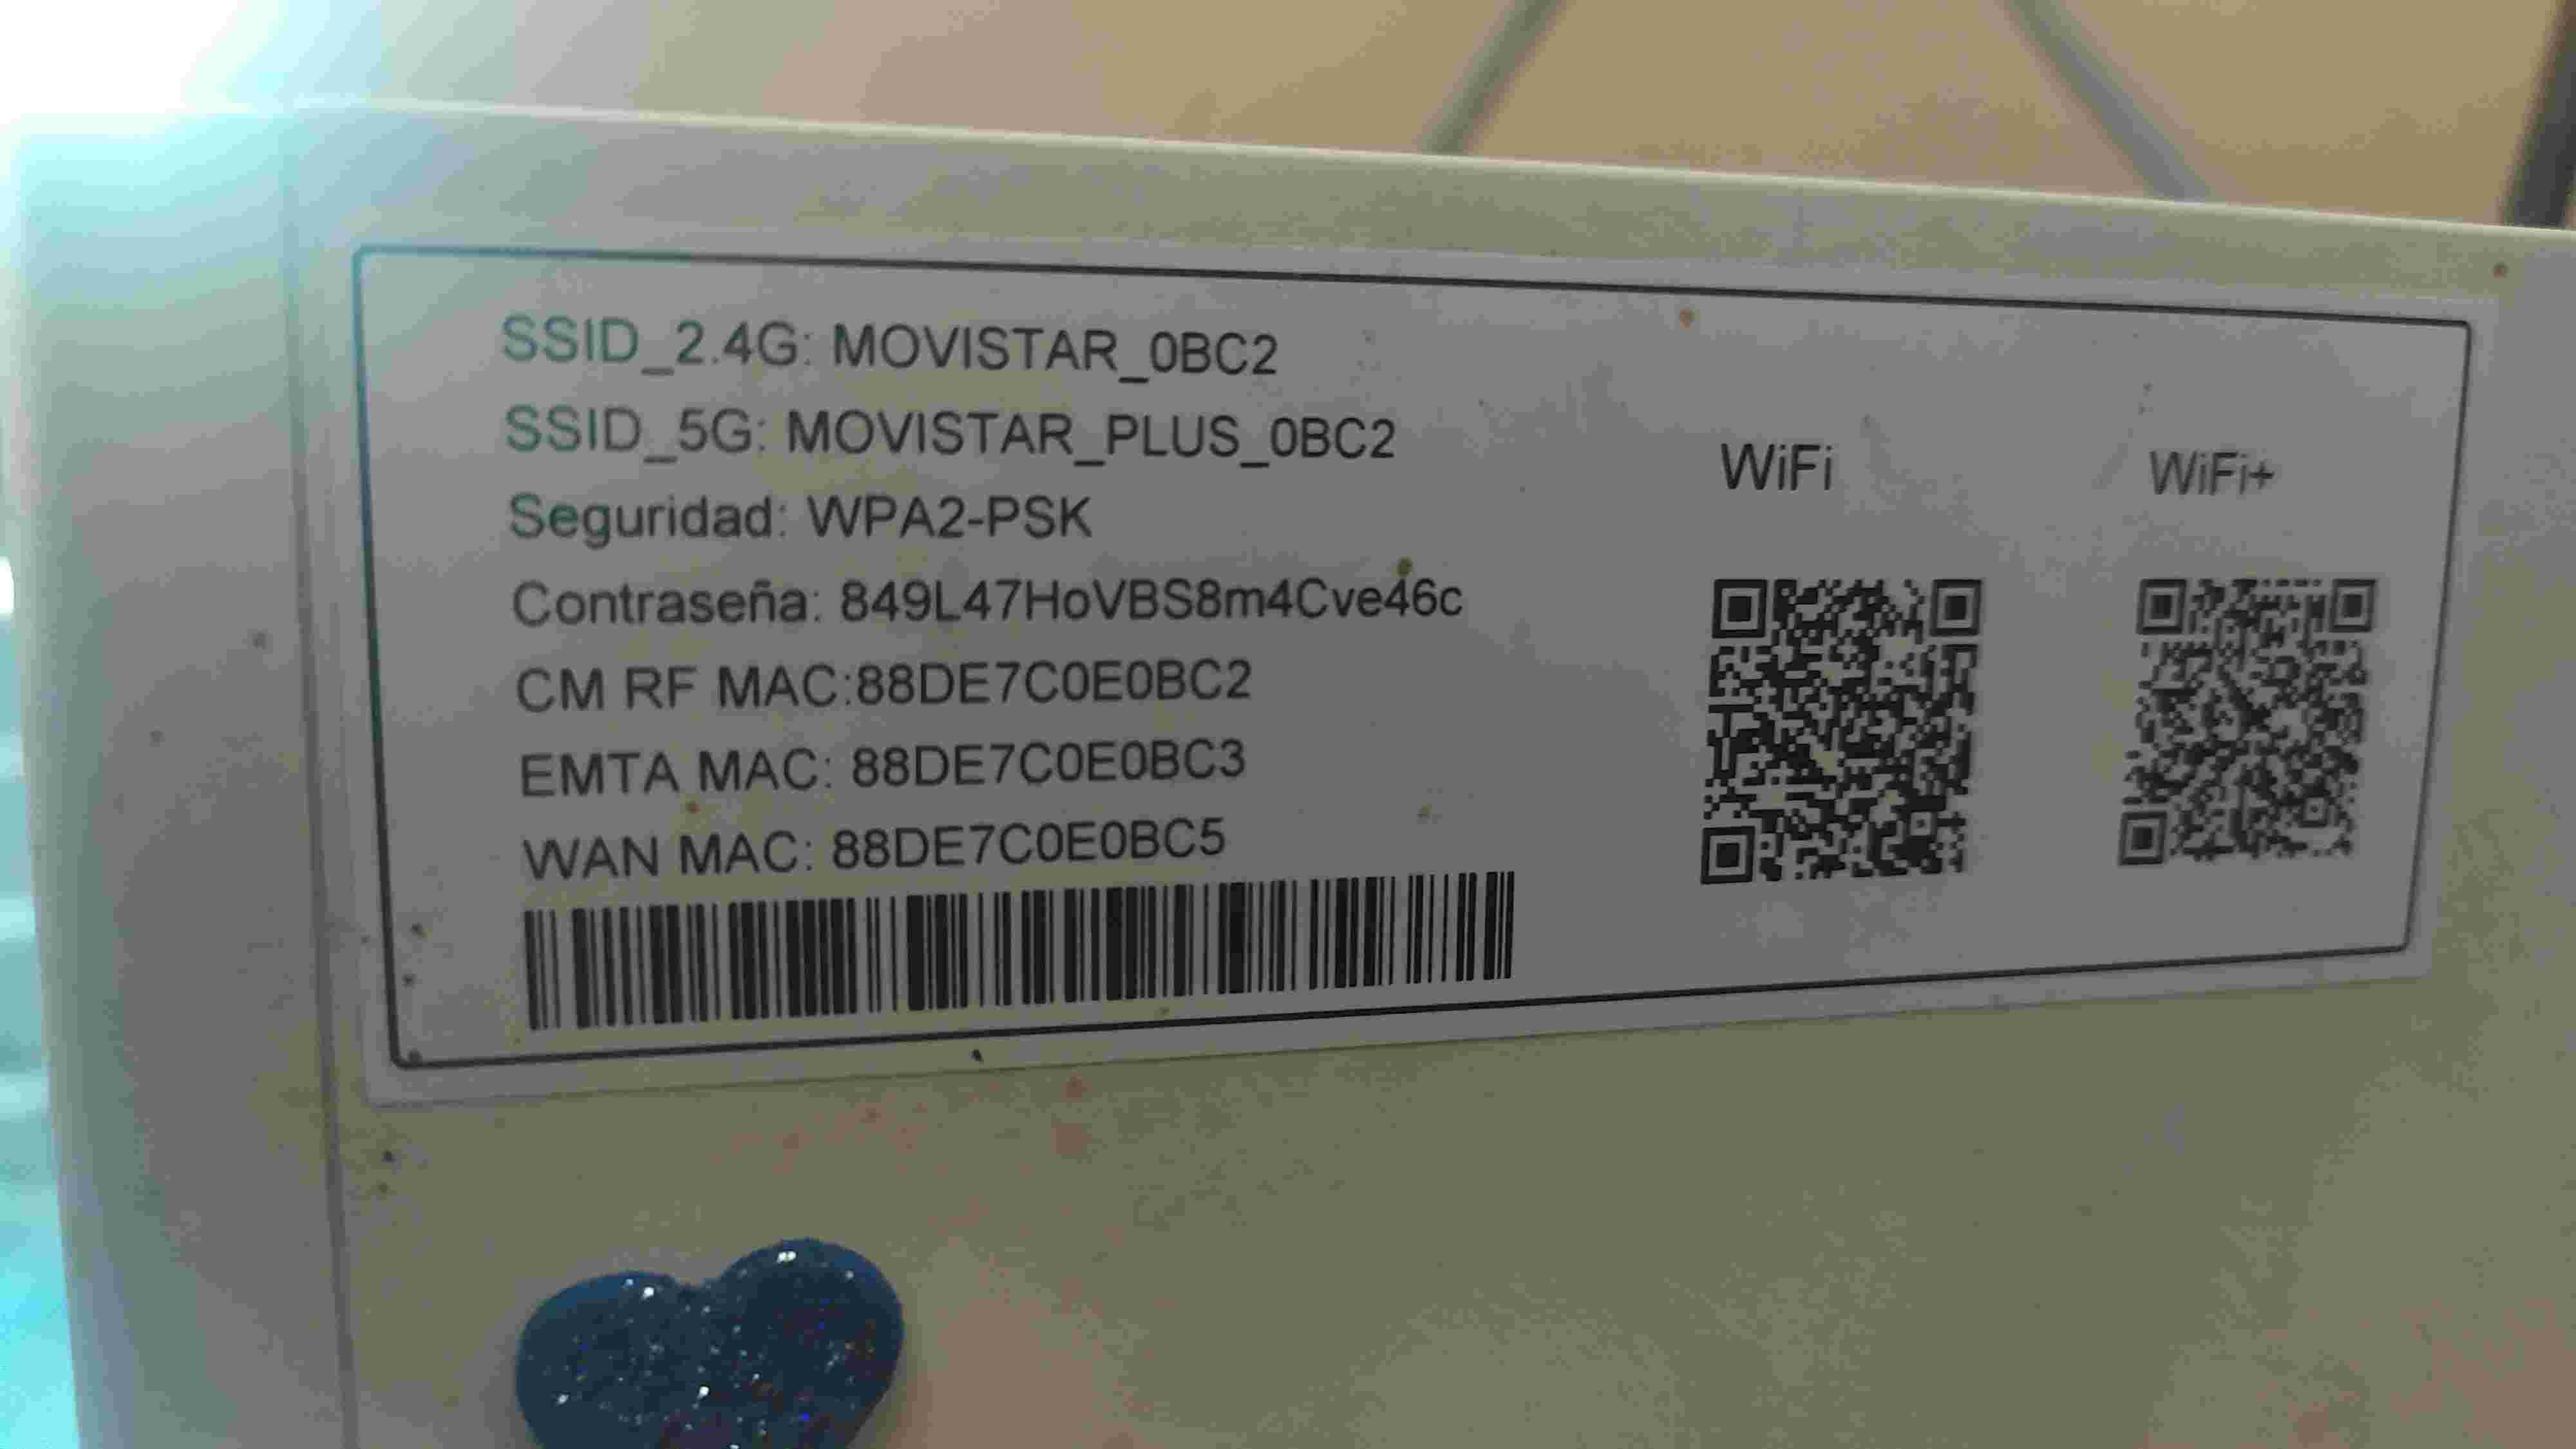 SSID_2.4G: MOVISTAR_0BC2
SSID_5G: MOVISTAR_PLUS_0BC2
Seguridad: WPA2-PSK
Contraseña: 849L47HoVBS8m4Cve46c
CM RF MAC:88DE7C0E0BC2
EMTA MAC: 88DE7C0E0BC3
WAN MAC: 88DE7C0E0BC5
WiFi
WiFi+